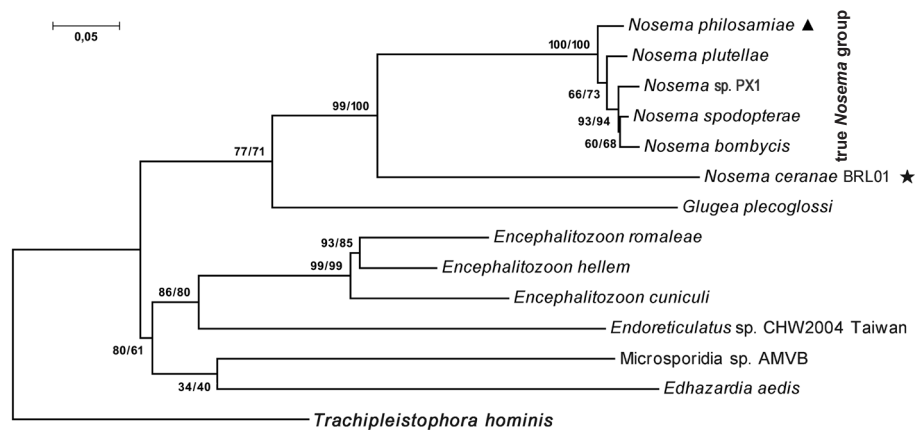 0,05
100/100
Nosema philosamiae ▲
Nosema plutellae
66/73
Nosema sp. PX1
99/100
93/94
Nosema spodopterae
60/68
Nosema bombycis
true Nosema group
77/71
Nosema ceranae BRL01 ★
Glugea plecoglossi
93/85
Encephalitozoon romaleae
99/99
Encephalitozoon hellem
86/80
Encephalitozoon cuniculi
Endoreticulatus sp. CHW2004 Taiwan
80/61
Microsporidia sp. AMVB
34/40
Edhazardia aedis
Trachipleistophora hominis